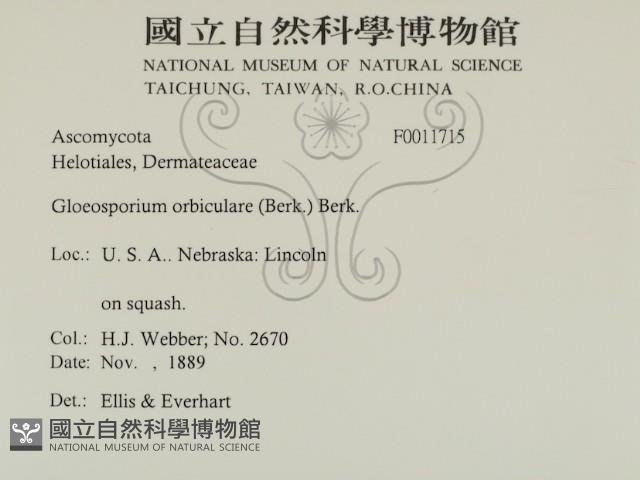 國立自然科學博物館
NATIONAL MUSEUM OF NATURAL SCIENCE
TAICHUNG, TAIWAN, R.O.CHINA
Ascomycota F0011715
Helotiales, Dermateaceae
Gloeosporium orbiculare (Berk.) Berk.
Loc.: U. S. A.. Nebraska: Lincoln
on squash.
Col.: H.J. Webber; No. 2670
Date: Nov. , 1889
Det.: Ellis & Everhart
國立自然科學博物館
NATIONAL MUSEUM OF NATURAL SCIENCE